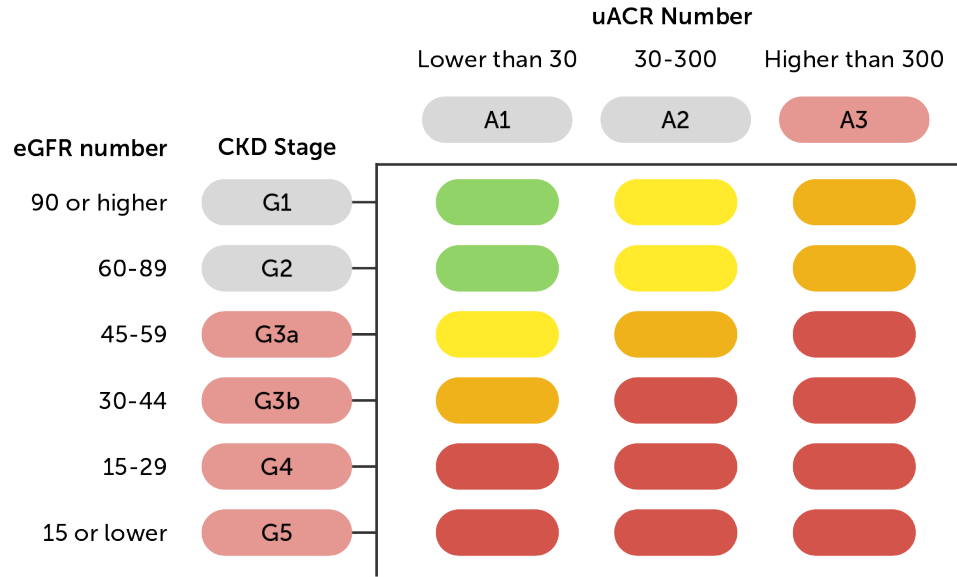 uACR Number
Lower than 30 30-300 Higher than 300
A1 A2 A3
eGFR number CKD Stage
90 or higher G1
60-89 G2
45-59 G3a
30-44 G3b
15-29 G4
15 or lower G5